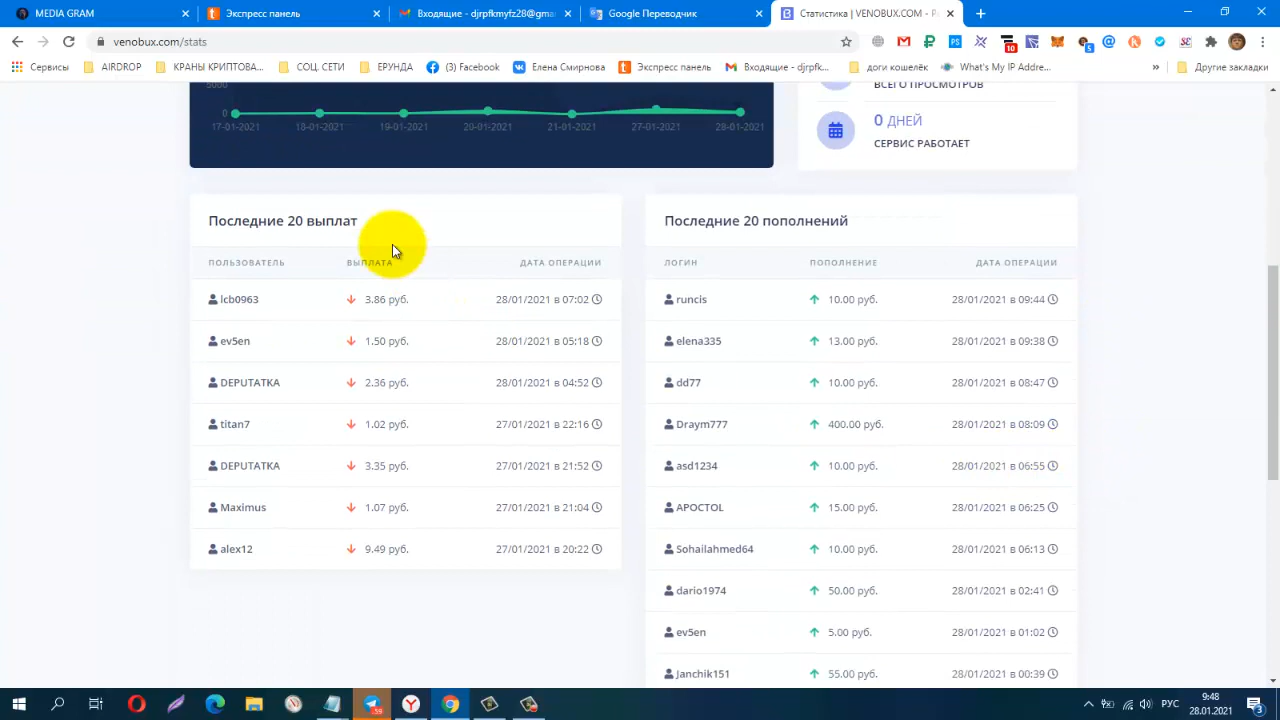 MEDIA GRAM
Экспресс панель
Входящие - djrpfkmyfz28@gma
Google Переводчик
Статистика | VENOBUX.COM - Р
venobux.com/stats
10
5
Сервисы
AIRDROP
КРАНЫ КРИПТОВА...
СОЦ. СЕТИ
ЕРУНДА
(3) Facebook
Елена Смирнова
Экспресс панель
Входящие - djrpfk...
доги кошелёк
What's My IP Addre...
»
Другие закладки
5000
0
17-01-2021 18-01-2021 19-01-2021 20-01-2021 21-01-2021 27-01-2021 28-01-2021
ВСЕГО ПРОСМОТРОВ
0 ДНЕЙ
СЕРВИС РАБОТАЕТ
Последние 20 выплат
ПОЛЬЗОВАТЕЛЬ ВЫПЛАТА ДАТА ОПЕРАЦИИ
lcb0963 3.86 руб. 28/01/2021 в 07:02
ev5en 1.50 руб. 28/01/2021 в 05:18
DEPUTATKA 2.36 руб. 28/01/2021 в 04:52
titan7 1.02 руб. 27/01/2021 в 22:16
DEPUTATKA 3.35 руб. 27/01/2021 в 21:52
Maximus 1.07 руб. 27/01/2021 в 21:04
alex12 9.49 руб. 27/01/2021 в 20:22
Последние 20 пополнений
ЛОГИН ПОПОЛНЕНИЕ ДАТА ОПЕРАЦИИ
runcis 10.00 руб. 28/01/2021 в 09:44
elena335 13.00 руб. 28/01/2021 в 09:38
dd77 10.00 руб. 28/01/2021 в 08:47
Draym777 400.00 руб. 28/01/2021 в 08:09
asd1234 10.00 руб. 28/01/2021 в 06:55
APOCTOL 15.00 руб. 28/01/2021 в 06:25
Sohailahmed64 10.00 руб. 28/01/2021 в 06:13
dario1974 50.00 руб. 28/01/2021 в 02:41
ev5en 5.00 руб. 28/01/2021 в 01:02
Janchik151 55.00 руб. 28/01/2021 в 00:39
РУС
9:48
28.01.2021
3